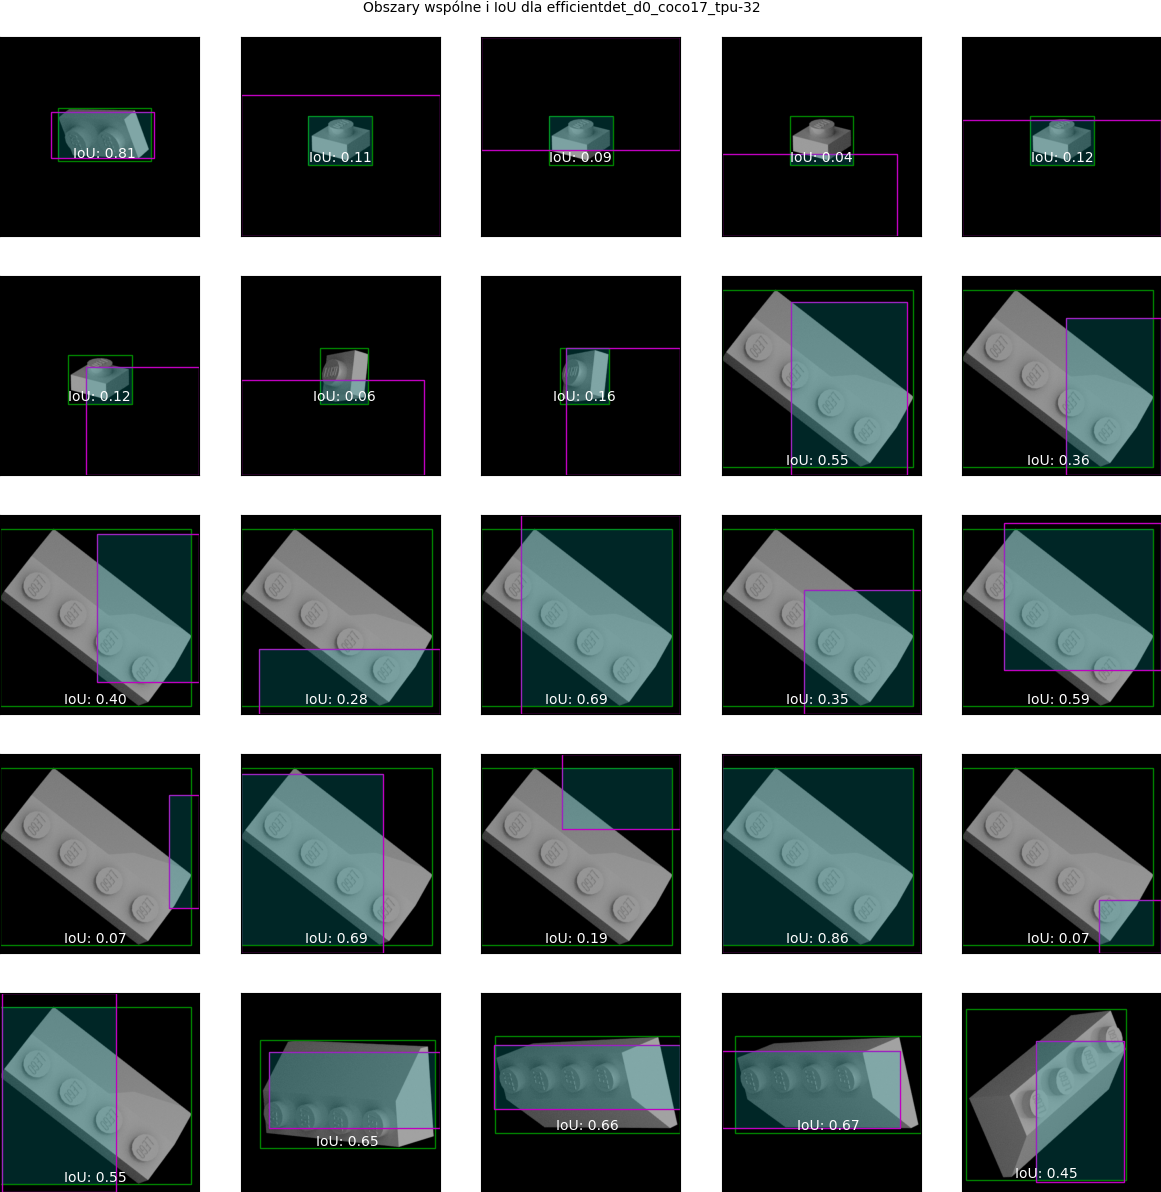 Obszary wspólne i IoU dla efficientdet_d0_coco17_tpu-32
IoU: 0.81
IoU: 0.11
IoU: 0.09
IoU: 0.04
IoU: 0.12
IoU: 0.12
IoU: 0.06
IoU: 0.16
IoU: 0.55
IoU: 0.36
IoU: 0.40
IoU: 0.28
IoU: 0.69
IoU: 0.35
IoU: 0.59
IoU: 0.07
IoU: 0.69
IoU: 0.19
IoU: 0.86
IoU: 0.07
IoU: 0.55
IoU: 0.65
IoU: 0.66
IoU: 0.67
IoU: 0.45